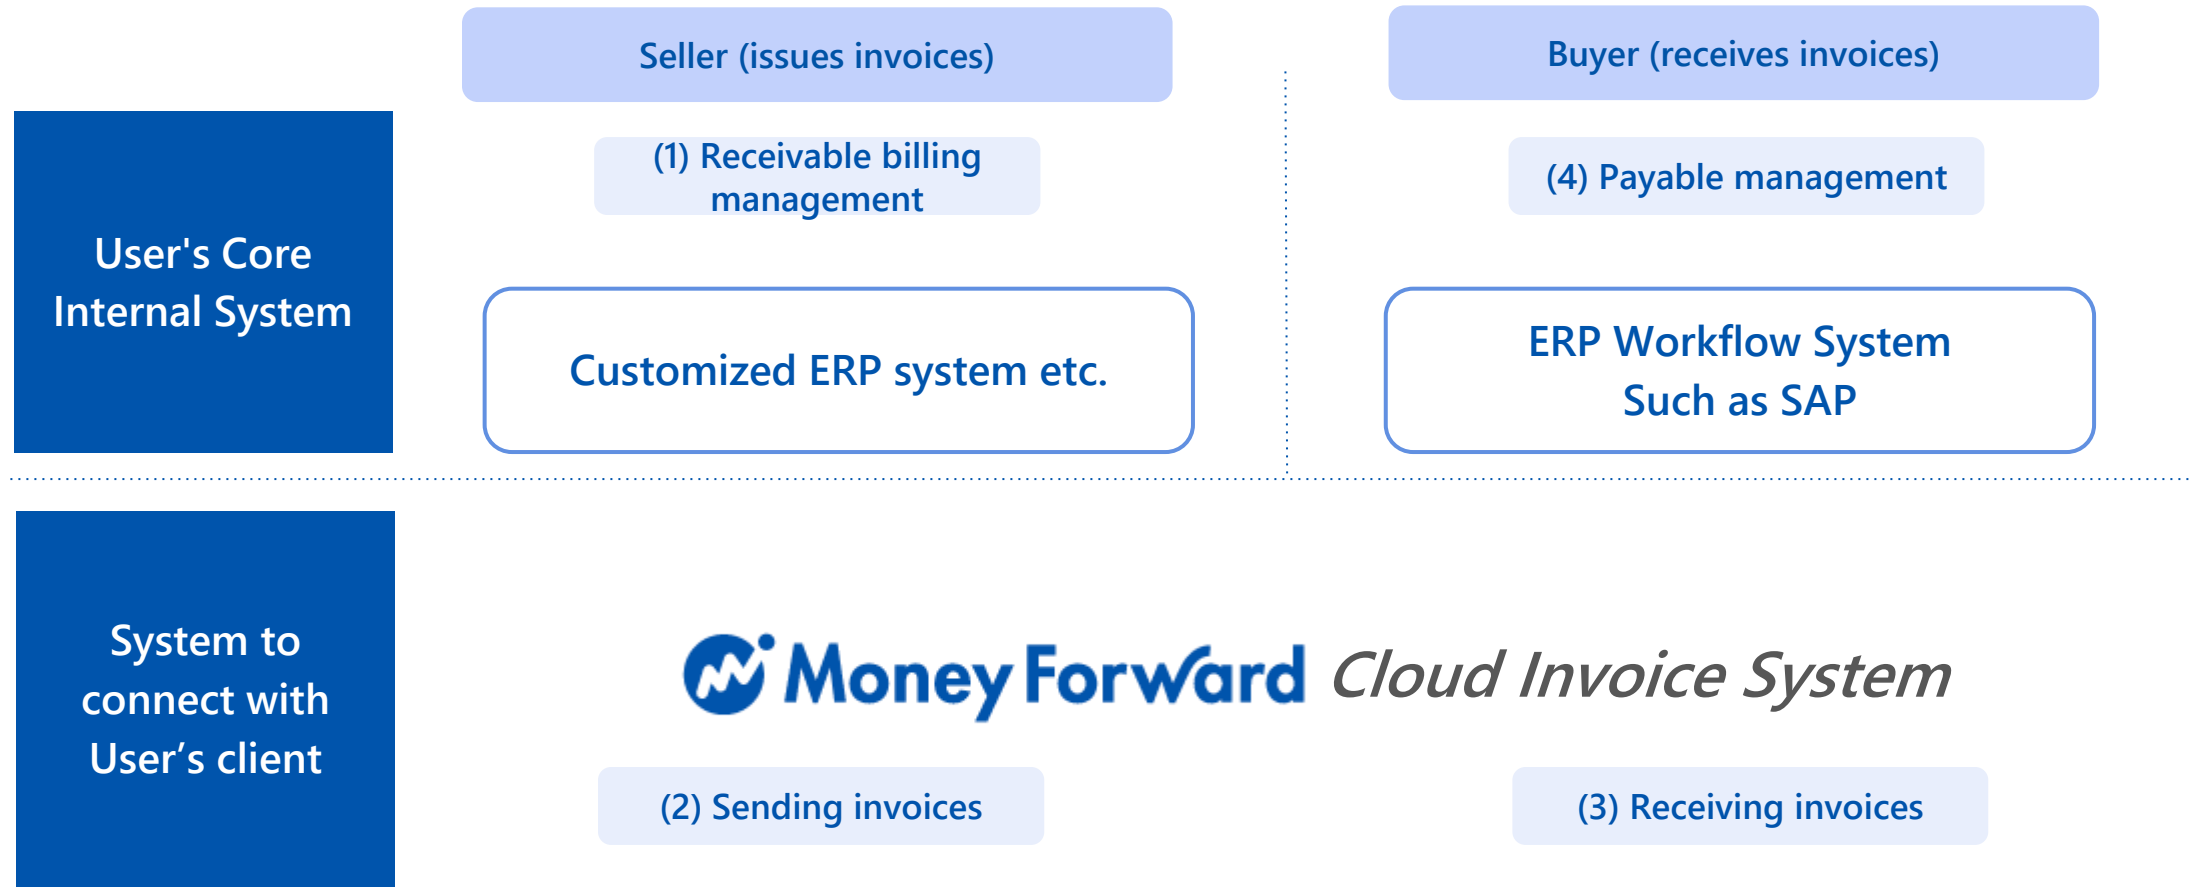 Seller (issues invoices)
Buyer (receives invoices)
User's Core
Internal System
(1) Receivable billing
management
(4) Payable management
Customized ERP system etc.
ERP Workflow System
Such as SAP
System to
connect with
User’s client
Money Forward Cloud Invoice System
(2) Sending invoices
(3) Receiving invoices